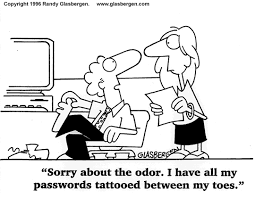 Copyright 1996 Randy Glasbergen. www.glasbergen.com
GLASBERGEN
"Sorry about the odor. I have all my
passwords tattooed between my toes."